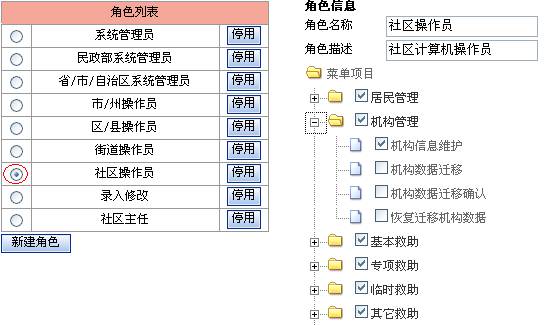 角色列表
系统管理员 停用
民政部系统管理员 停用
省/市/自治区系统管理员 停用
市/州操作员 停用
区/县操作员 停用
街道操作员 停用
社区操作员 停用
录入修改 停用
社区主任 停用
新建角色
角色信息
角色名称 社区操作员
角色描述 社区计算机操作员
菜单项目
居民管理
机构管理
机构信息维护
机构数据迁移
机构数据迁移确认
恢复迁移机构数据
基本救助
专项救助
临时救助
其它救助